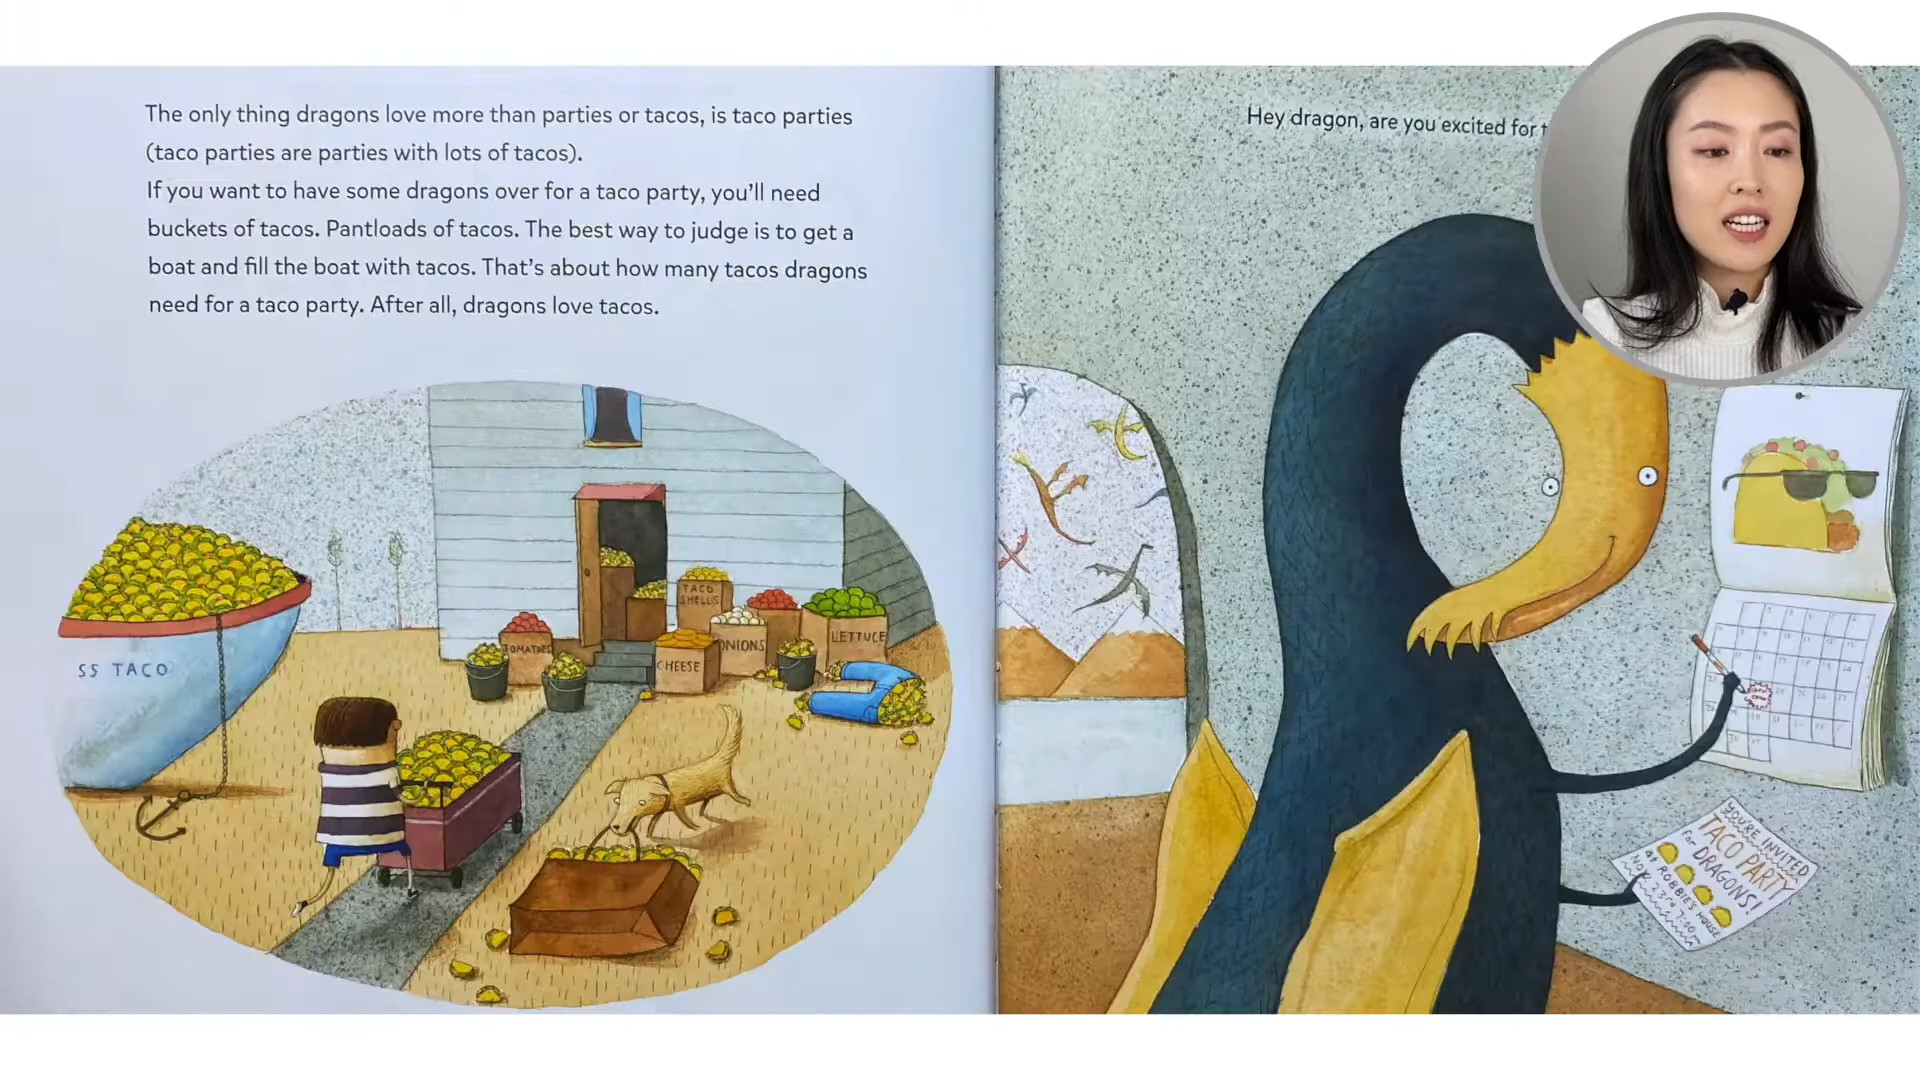 The only thing dragons love more than parties or tacos, is taco parties
(taco parties are parties with lots of tacos).
If you want to have some dragons over for a taco party, you'll need
buckets of tacos. Pantloads of tacos. The best way to judge is to get a
boat and fill the boat with tacos. That's about how many tacos dragons
need for a taco party. After all, dragons love tacos.
Hey dragon, are you excited for
SS TACO
TOMATOES
TACO
SHELLS
CHEESE
ONIONS
LETTUCE
YOU'RE INVITED
TACO PARTY
for DRAGONS!
at ROBBIE'S HOUSE
23rd 7:00